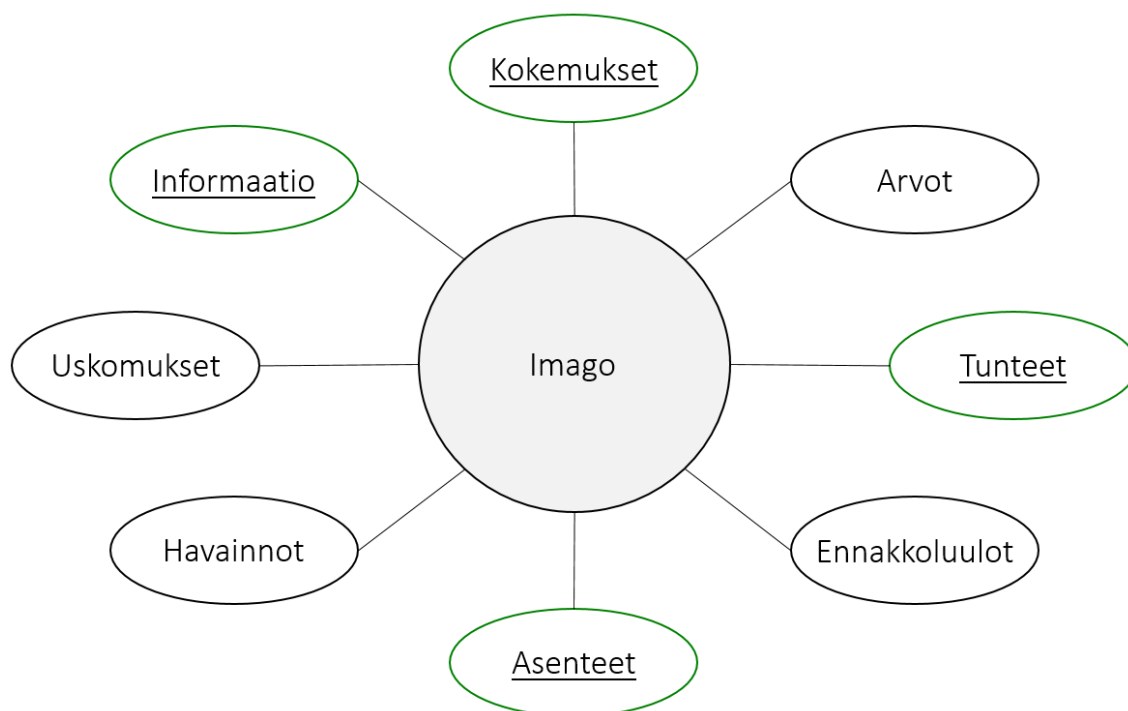 Kokemukset
Informaatio
Arvot
Uskomukset
Imago
Tunteet
Havainnot
Ennakkoluulot
Asenteet